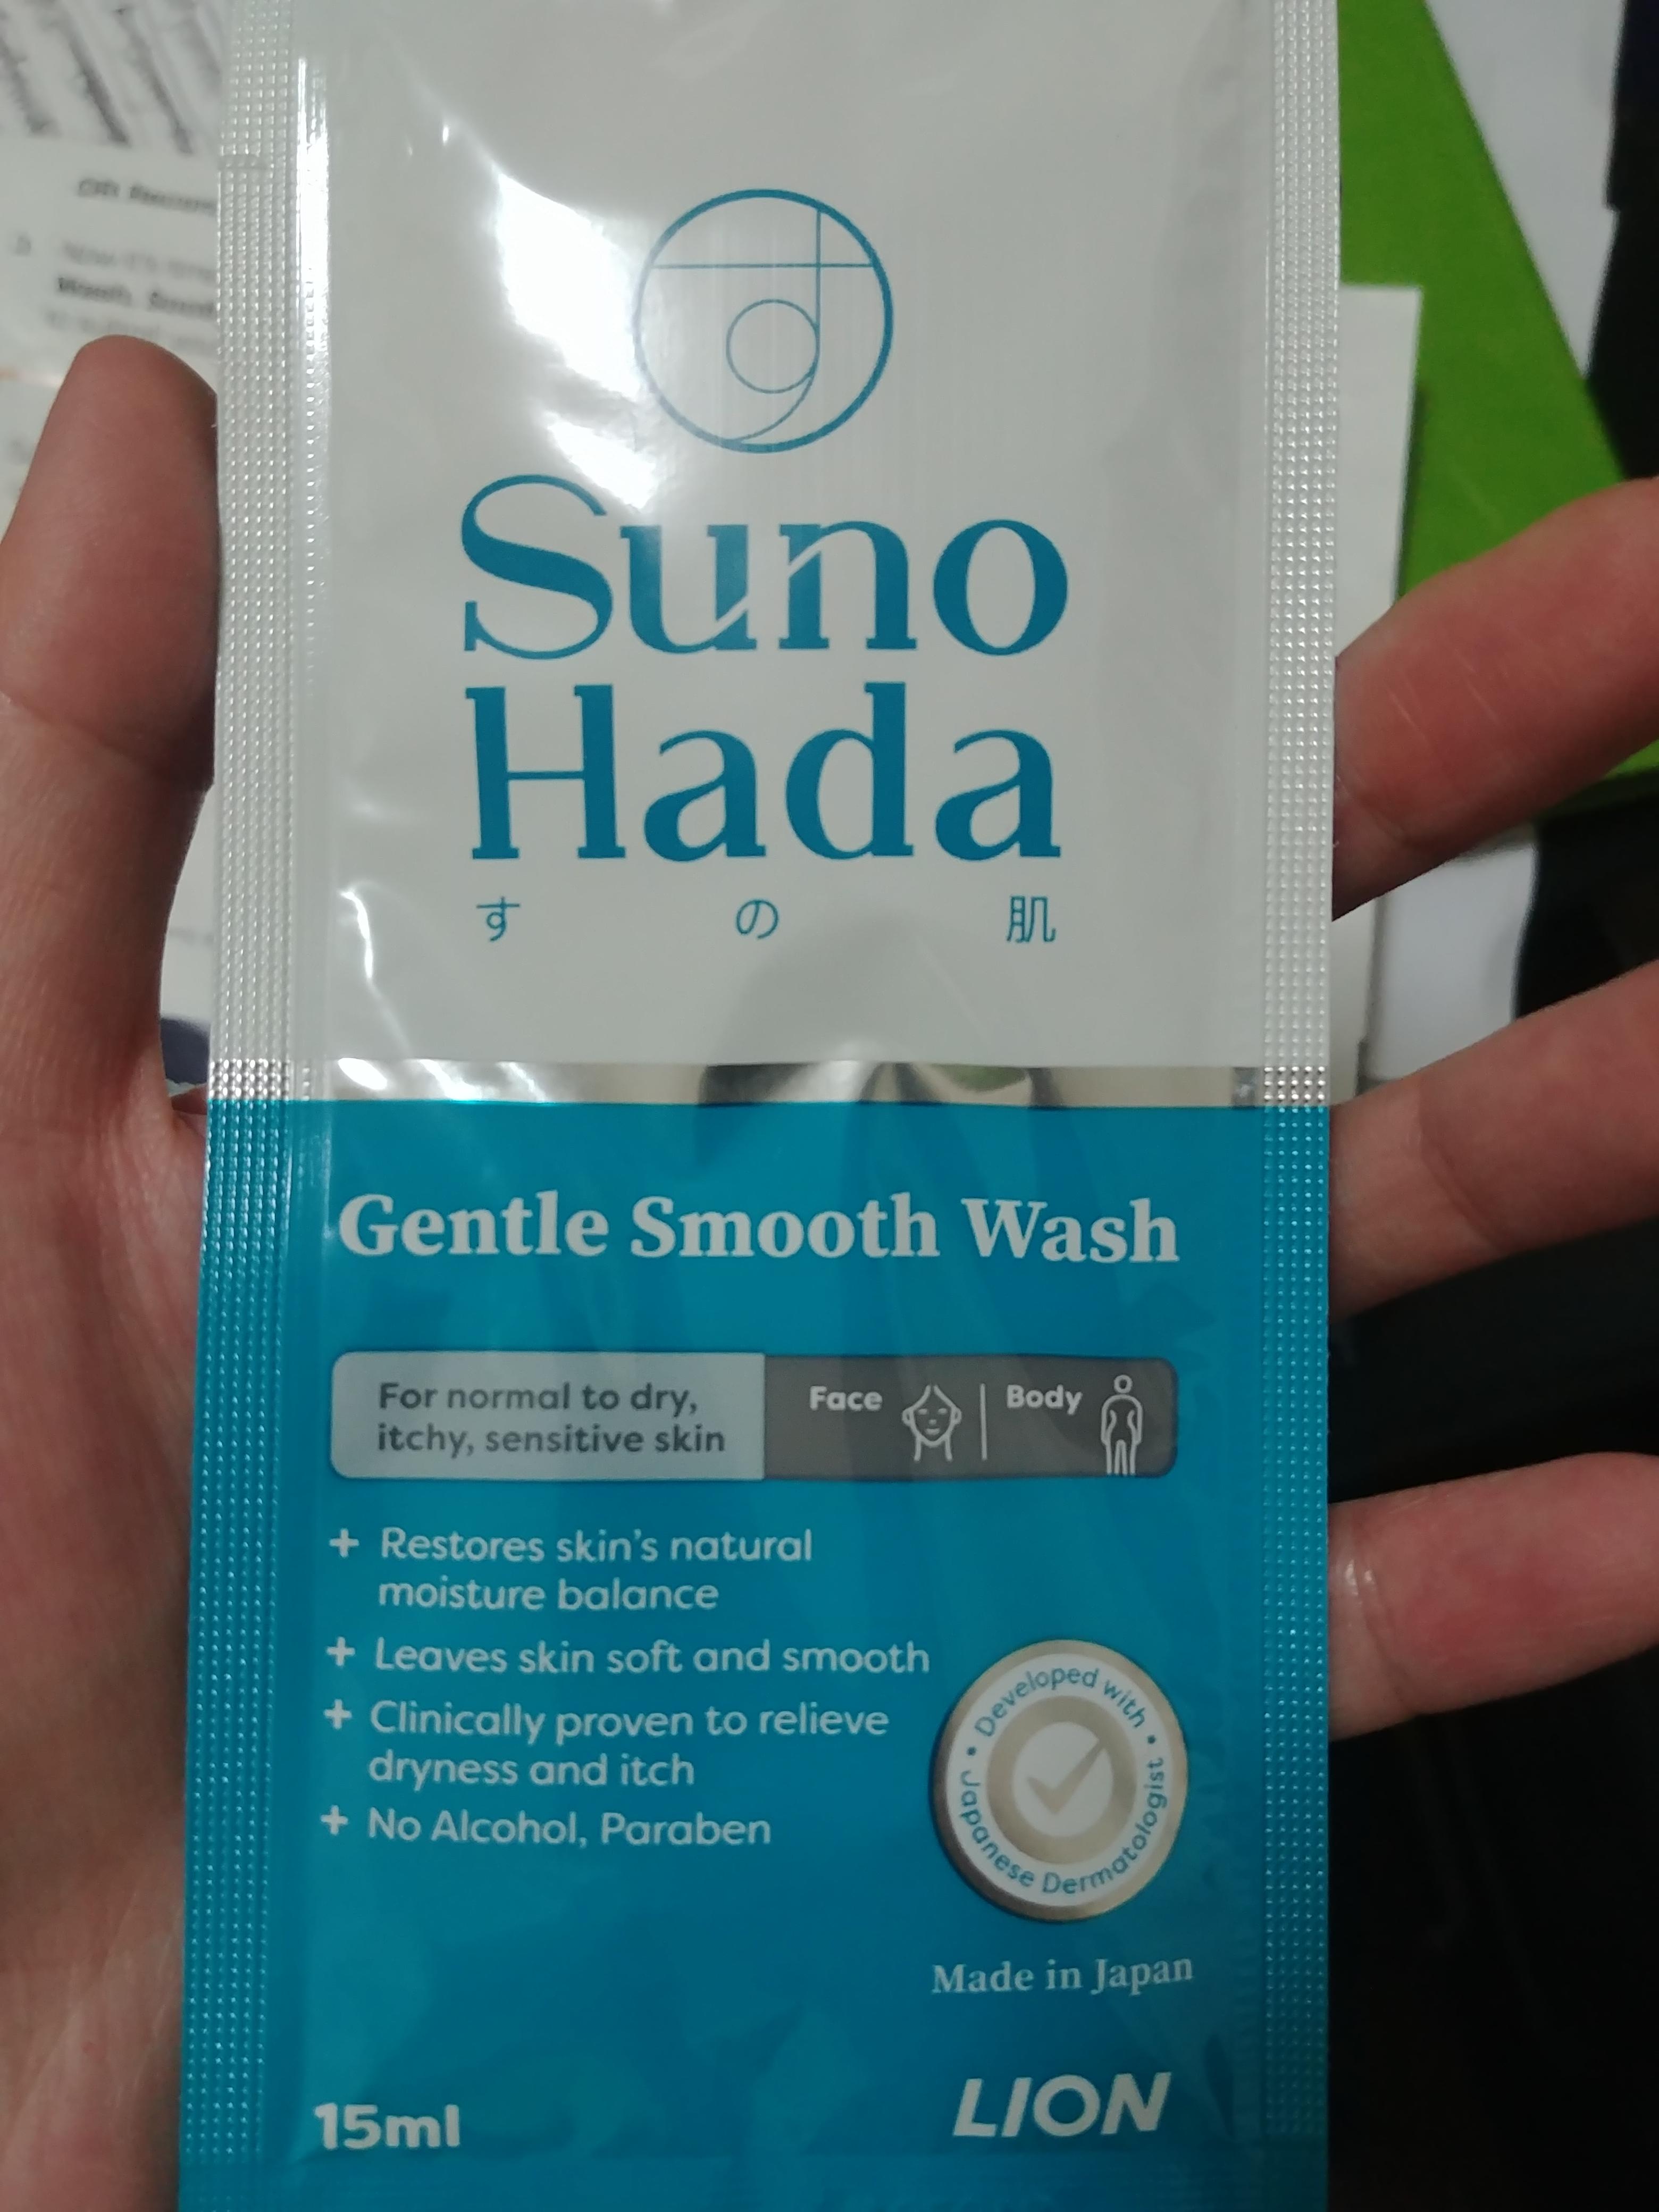 Suno
Hada
すの肌
Gentle Smooth Wash
For normal to dry,
itchy, sensitive skin
Face
Body
+ Restores skin's natural
moisture balance
+ Leaves skin soft and smooth
+ Clinically proven to relieve
dryness and itch
+ No Alcohol, Paraben
• Developed with •
Japanese Dermatologist
Made in Japan
15ml
LION